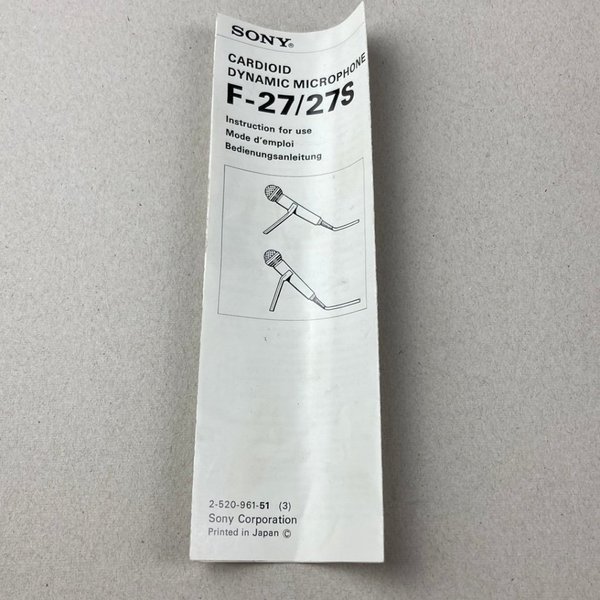 SONY®
CARDIOID
DYNAMIC MICROPHONE
F-27/27S
Instruction for use
Mode d'emploi
Bedienungsanleitung
2-520-961-51 (3)
Sony Corporation
Printed in Japan ©